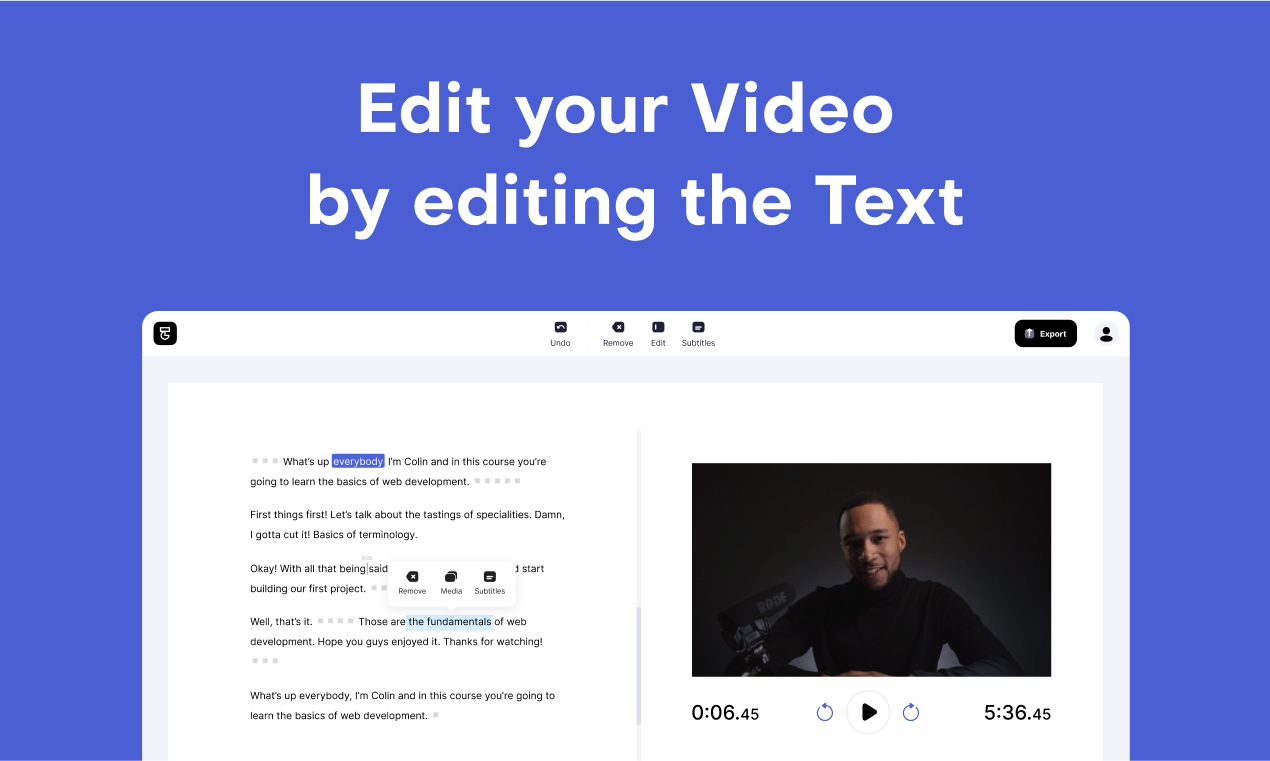 Edit your Video
by editing the Text
Undo
Remove
Edit
Subtitles
Export
What's up everybody I'm Colin and in this course you're
going to learn the basics of web development.
First things first! Let's talk about the tastings of specialities. Damn,
I gotta cut it! Basics of terminology.
0:06
Okay! With all that being said
d start
building our first project.
Remove
Media
Subtitles
Well, that's it. Those are the fundamentals of web
development. Hope you guys enjoyed it. Thanks for watching!
What's up everybody, I'm Colin and in this course you're going to
learn the basics of web development.
RODE
0:06.45
5:36.45